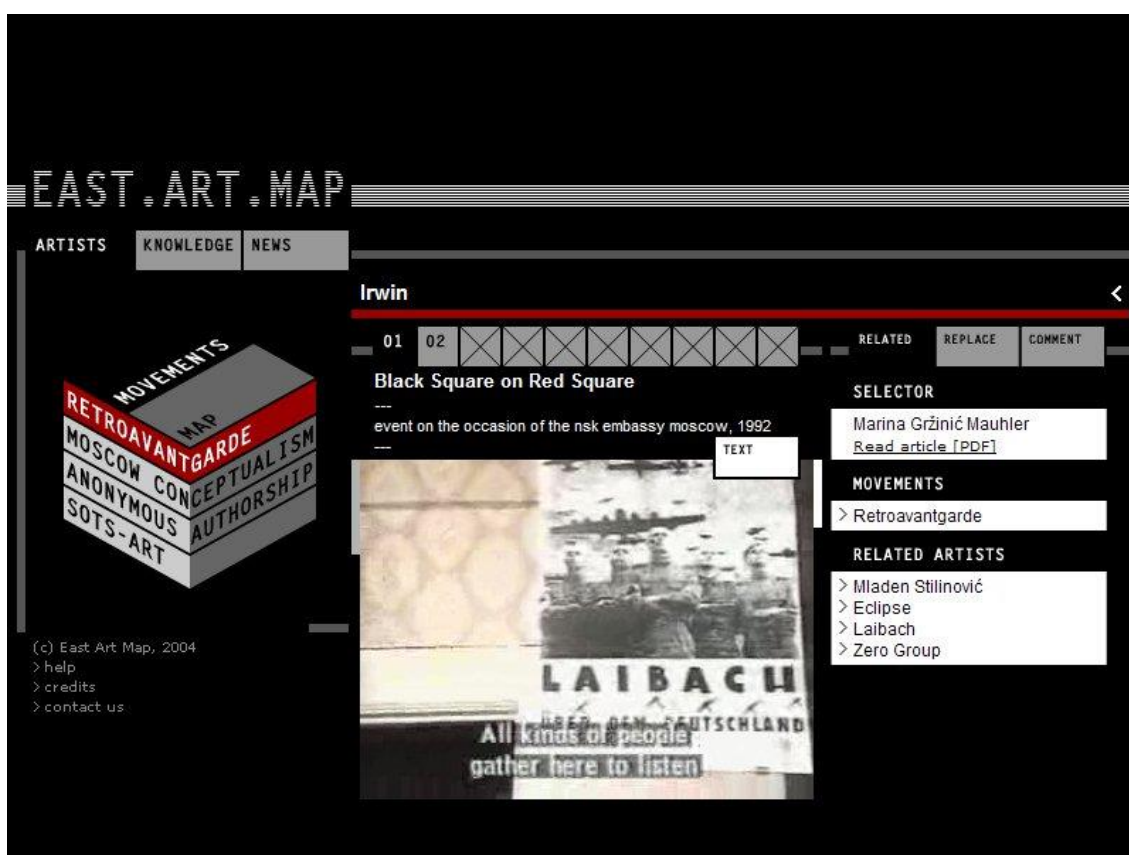 EAST.ART.MAP
ARTISTS
KNOWLEDGE
NEWS
MOVEMENTS
MAP
RETROAVANTGARDE
MOSCOW CONCEPTUALISM
ANONYMOUS AUTHORSHIP
SOTS-ART
(c) East Art Map, 2004
> help
> credits
> contact us
Irwin
<
01
02
Black Square on Red Square
---
event on the occasion of the nsk embassy moscow, 1992
---
TEXT
LAIBACH
ÜBER DEM DEUTSCHLAND
All kinds of people
gather here to listen
RELATED
REPLACE
COMMENT
SELECTOR
Marina Gržinić Mauhler
Read article [PDF]
MOVEMENTS
> Retroavantgarde
RELATED ARTISTS
> Mladen Stilinović
> Eclipse
> Laibach
> Zero Group